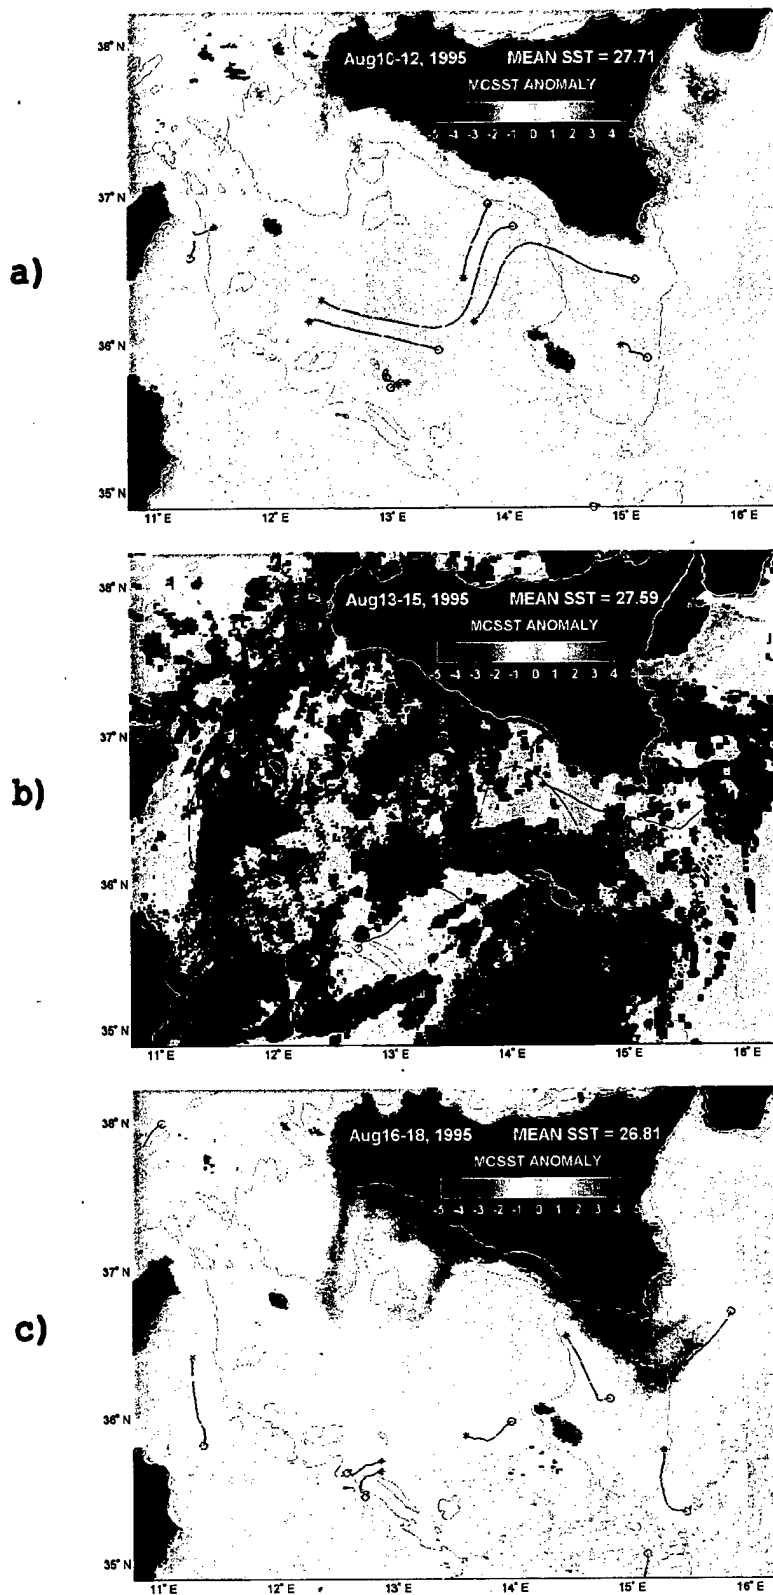 a)
Aug10-12, 1995 MEAN SST = 27.71
MCSST ANOMALY
-5 -4 -3 -2 -1 0 1 2 3 4 5
38° N
37° N
36° N
35° N
11° E 12° E 13° E 14° E 15° E 16° E
b)
Aug13-15, 1995 MEAN SST = 27.59
MCSST ANOMALY
-5 -4 -3 -2 -1 0 1 2 3 4 5
38° N
37° N
36° N
35° N
11° E 12° E 13° E 14° E 15° E 16° E
c)
Aug16-18, 1995 MEAN SST = 26.81
MCSST ANOMALY
-5 -4 -3 -2 -1 0 1 2 3 4 5
38° N
37° N
36° N
35° N
11° E 12° E 13° E 14° E 15° E 16° E